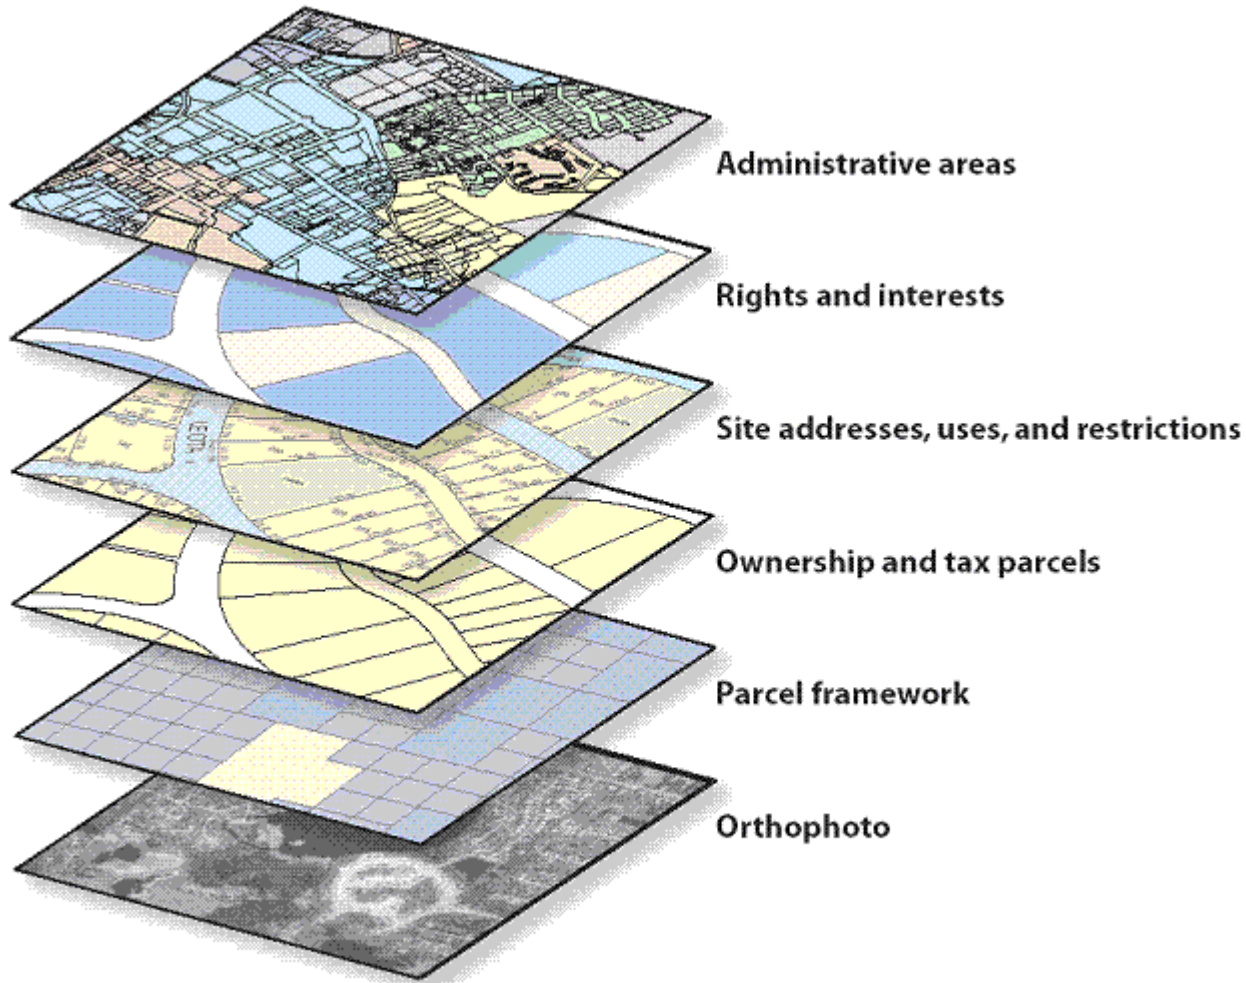 Administrative areas
Rights and interests
Site addresses, uses, and restrictions
Ownership and tax parcels
Parcel framework
Orthophoto